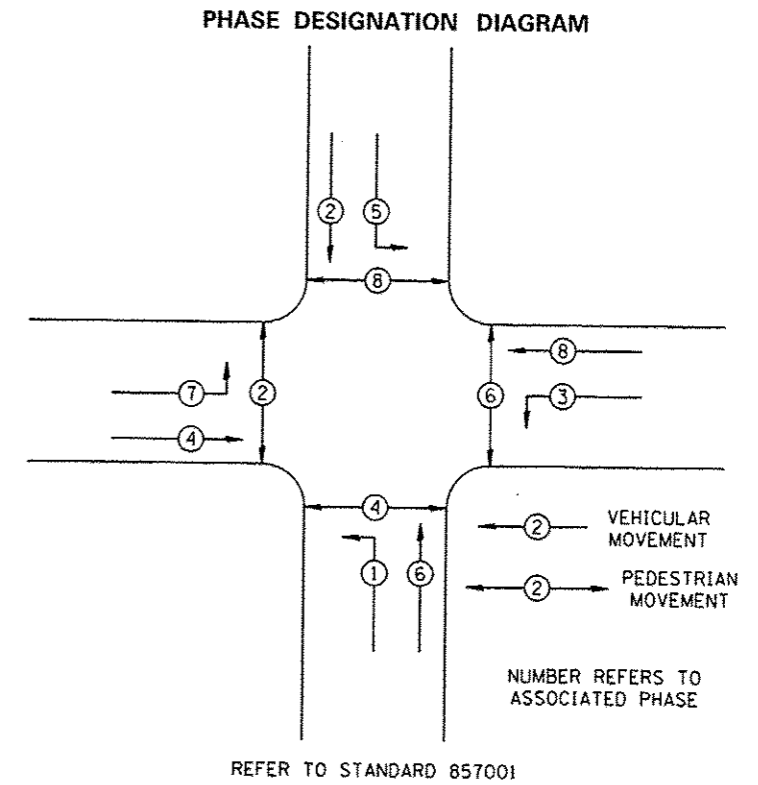 PHASE DESIGNATION DIAGRAM
2
5
8
8
7
2
6
3
4
4
1
6
2
VEHICULAR
MOVEMENT
2
PEDESTRIAN
MOVEMENT
NUMBER REFERS TO
ASSOCIATED PHASE
REFER TO STANDARD 857001